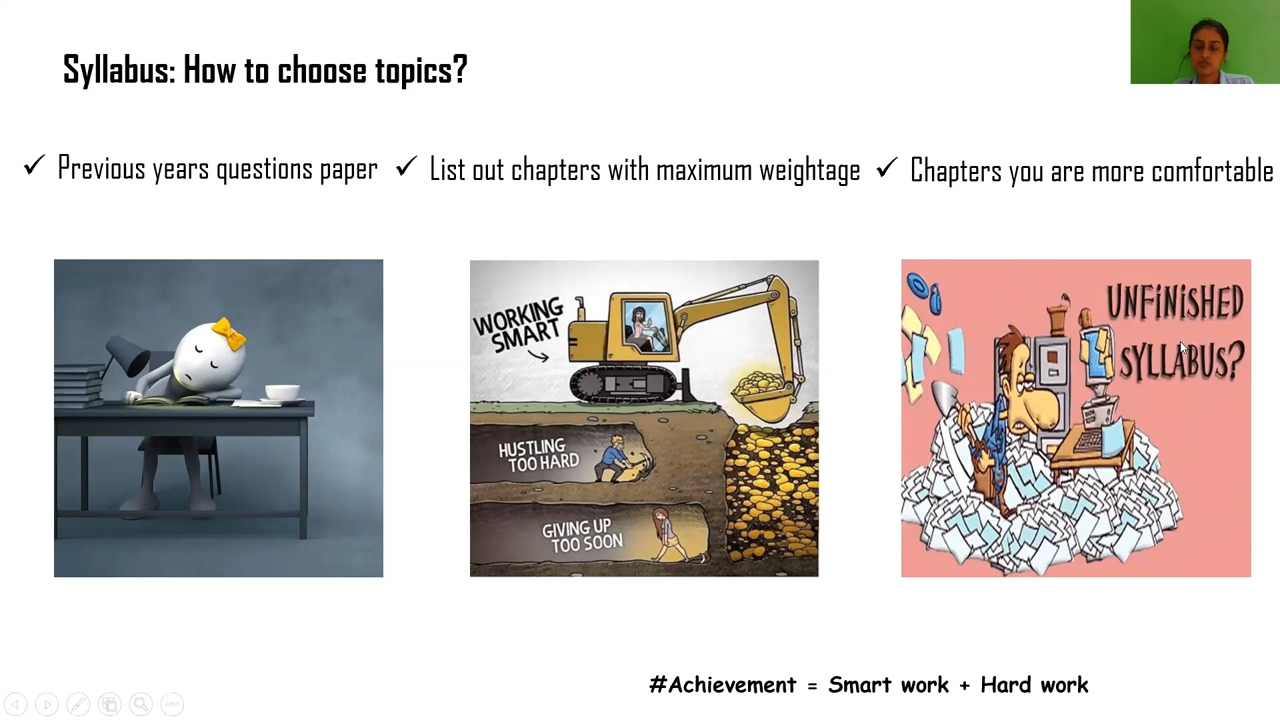 Syllabus: How to choose topics?
✓ Previous years questions paper
✓ List out chapters with maximum weightage
✓ Chapters you are more comfortable
WORKING
SMART
HUSTLING
TOO HARD
GIVING UP
TOO SOON
UNFINISHED
SYLLABUS?
#Achievement = Smart work + Hard work